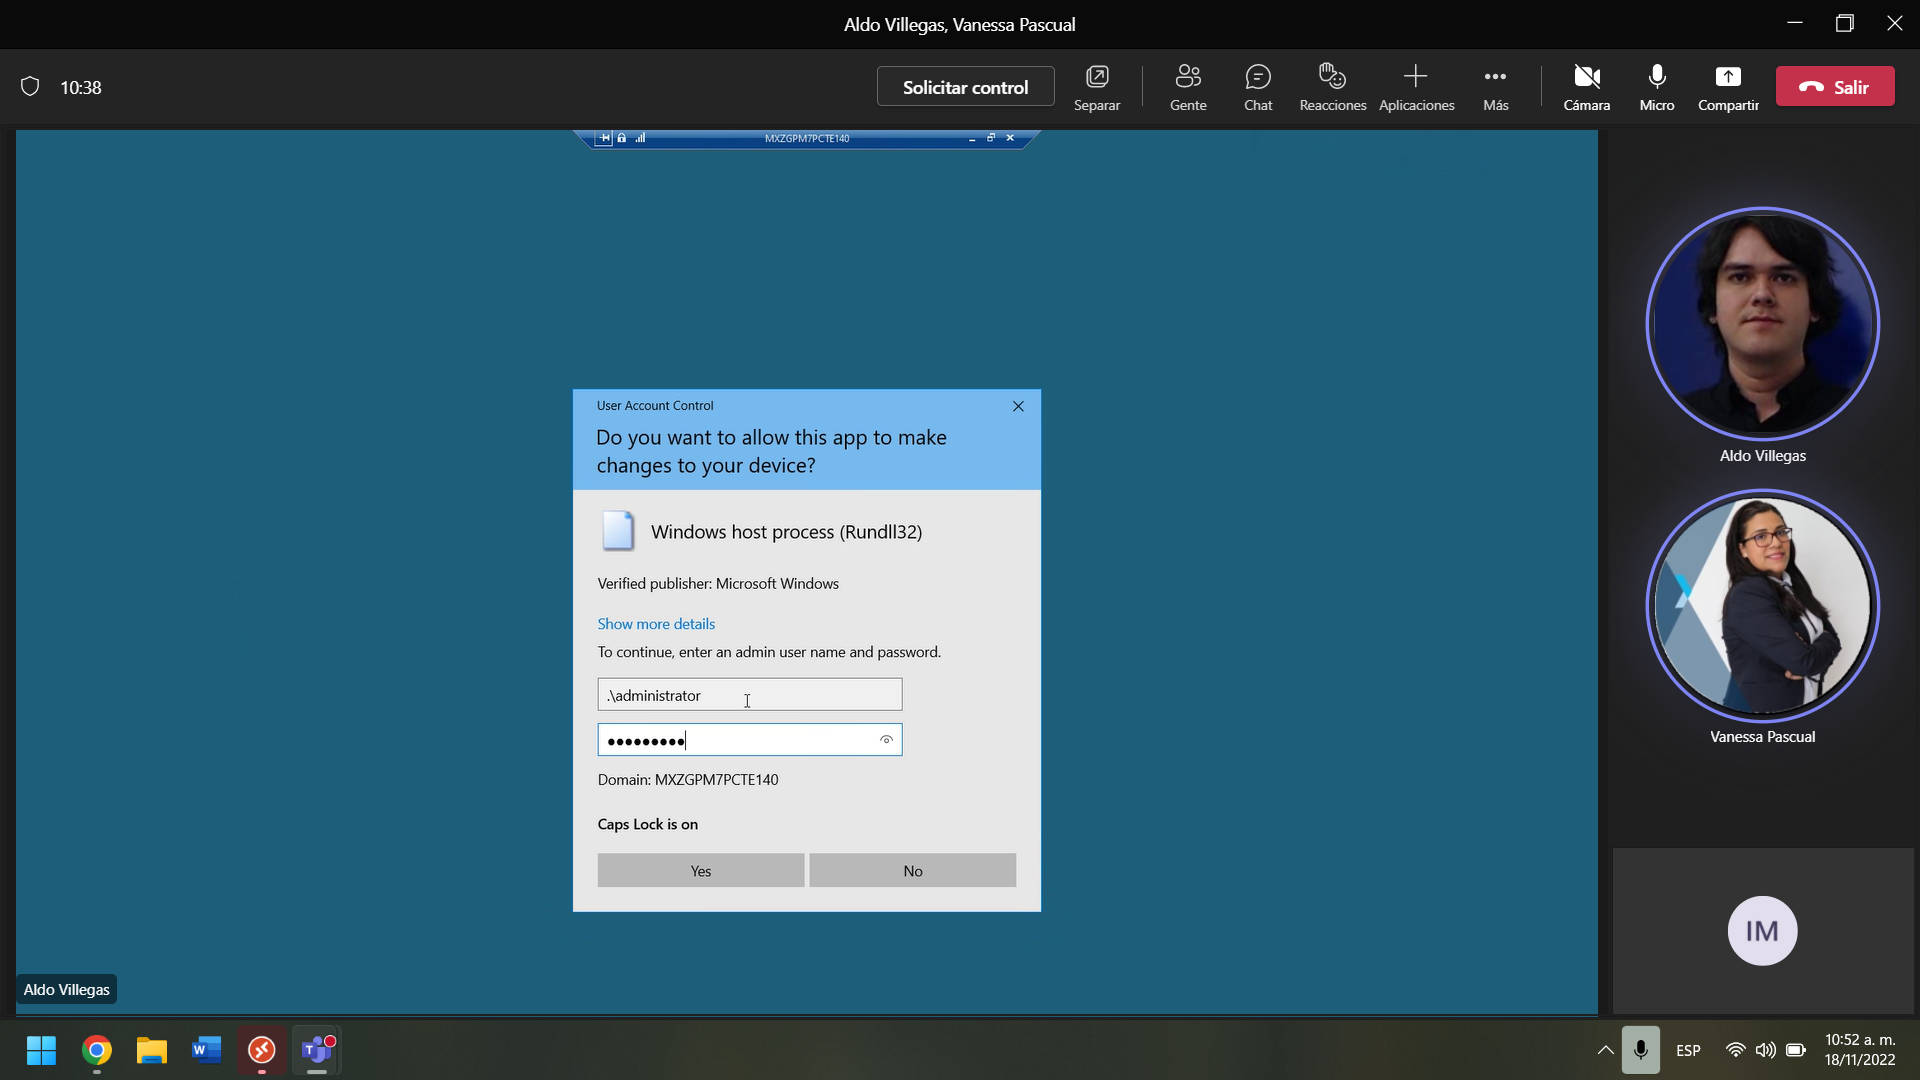 Aldo Villegas, Vanessa Pascual
10:38
Solicitar control
Separar
Gente
Chat
Reacciones
Aplicaciones
Más
Cámara
Micro
Compartir
Salir
MXZGPM7PCTE140
User Account Control
Do you want to allow this app to make
changes to your device?
Windows host process (Rundll32)
Verified publisher: Microsoft Windows
Show more details
To continue, enter an admin user name and password.
.\administrator
●●●●●●●●●
Domain: MXZGPM7PCTE140
Caps Lock is on
Yes
No
Aldo Villegas
Vanessa Pascual
IM
Aldo Villegas
W
T
ESP
10:52 a. m.
18/11/2022